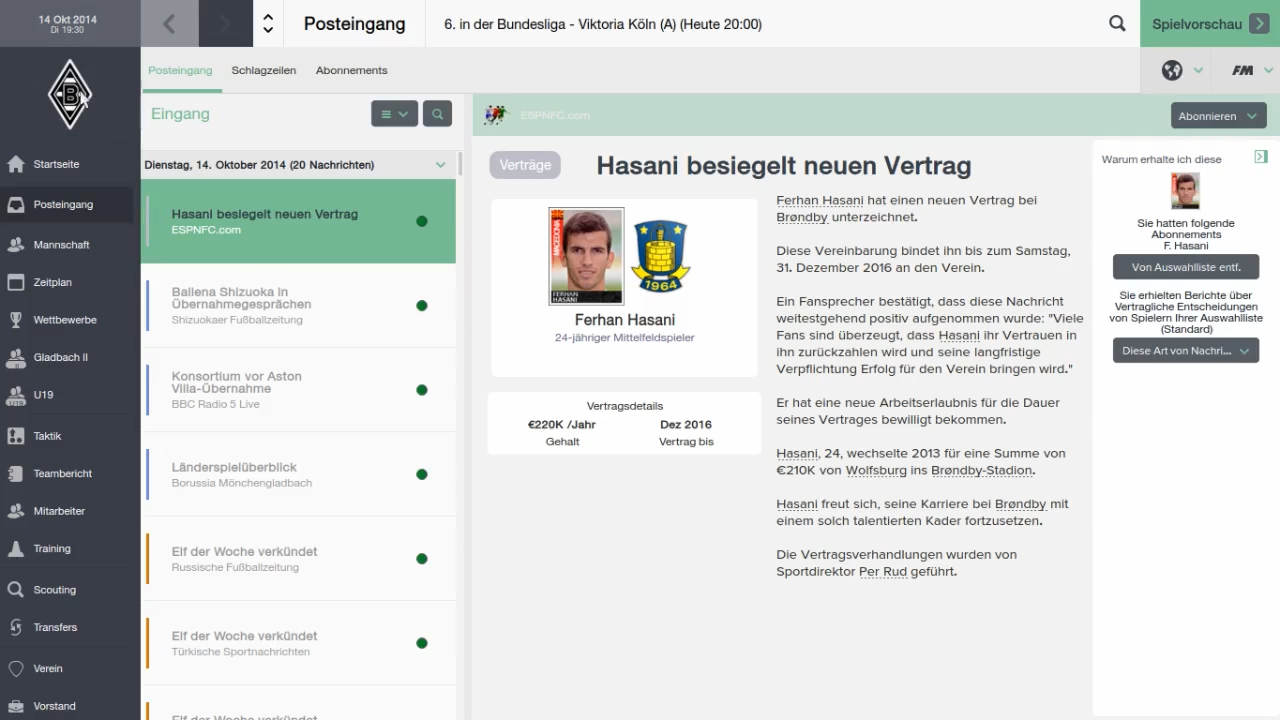 14 Okt 2014
Di 19:30
Posteingang
6. in der Bundesliga - Viktoria Köln (A) (Heute 20:00)
Spielvorschau
Posteingang
Schlagzeilen
Abonnements
FM
Startseite
Posteingang
Mannschaft
Zeitplan
Wettbewerbe
Gladbach II
U19
Taktik
Teambericht
Mitarbeiter
Training
Scouting
Transfers
Verein
Vorstand
Eingang
Dienstag, 14. Oktober 2014 (20 Nachrichten)
Hasani besiegelt neuen Vertrag
ESPNFC.com
Ballena Shizuoka in
Übernahmegesprächen
Shizuokaer Fußballzeitung
Konsortium vor Aston
Villa-Übernahme
BBC Radio 5 Live
Länderspielüberblick
Borussia Mönchengladbach
Elf der Woche verkündet
Russische Fußballzeitung
Elf der Woche verkündet
Türkische Sportnachrichten
Elf der Woche verkündet
ESPNFC.com
Abonnieren
Verträge
Hasani besiegelt neuen Vertrag
MACEDONIA
FERHAN
HASANI
1964
Ferhan Hasani
24-jähriger Mittelfeldspieler
Vertragsdetails
€220K /Jahr
Dez 2016
Gehalt
Vertrag bis
Ferhan Hasani hat einen neuen Vertrag bei
Brøndby unterzeichnet.
Diese Vereinbarung bindet ihn bis zum Samstag,
31. Dezember 2016 an den Verein.
Ein Fansprecher bestätigt, dass diese Nachricht
weitestgehend positiv aufgenommen wurde: "Viele
Fans sind überzeugt, dass Hasani ihr Vertrauen in
ihn zurückzahlen wird und seine langfristige
Verpflichtung Erfolg für den Verein bringen wird."
Er hat eine neue Arbeitserlaubnis für die Dauer
seines Vertrages bewilligt bekommen.
Hasani, 24, wechselte 2013 für eine Summe von
€210K von Wolfsburg ins Brøndby-Stadion.
Hasani freut sich, seine Karriere bei Brøndby mit
einem solch talentierten Kader fortzusetzen.
Die Vertragsverhandlungen wurden von
Sportdirektor Per Rud geführt.
Warum erhalte ich diese
Sie hatten folgende
Abonnements
F. Hasani
Von Auswahlliste entf.
Sie erhielten Berichte über
Vertragliche Entscheidungen
von Spielern Ihrer Auswahlliste
(Standard)
Diese Art von Nachri...